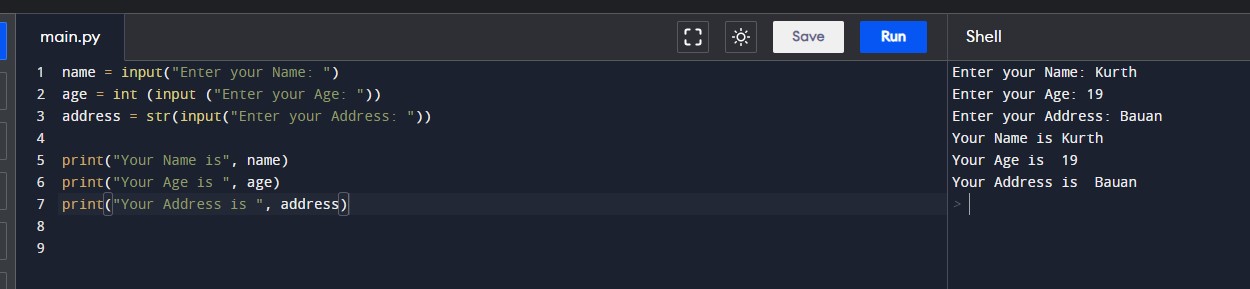 main.py
Save
Run
Shell
1 name = input("Enter your Name: ")
2 age = int (input ("Enter your Age: "))
3 address = str(input("Enter your Address: "))
4
5 print("Your Name is", name)
6 print("Your Age is ", age)
7 print("Your Address is ", address)
8
9
Enter your Name: Kurth
Enter your Age: 19
Enter your Address: Bauan
Your Name is Kurth
Your Age is  19
Your Address is  Bauan
>